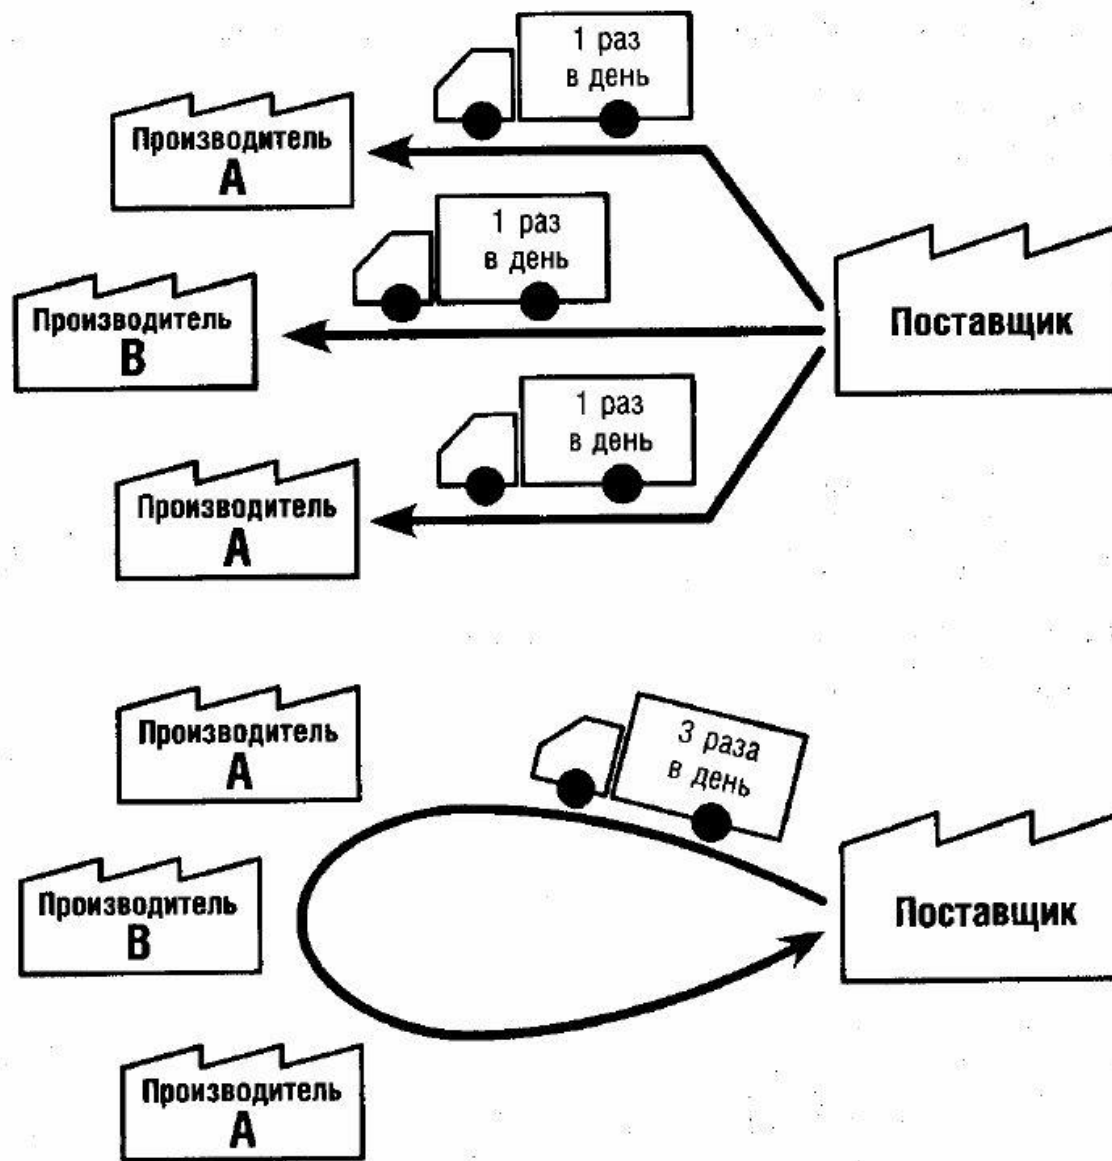 1 раз
в день
Производитель
А
1 раз
в день
Производитель
В
Поставщик
1 раз
в день
Производитель
А
Производитель
А
3 раза
в день
Производитель
В
Поставщик
Производитель
А